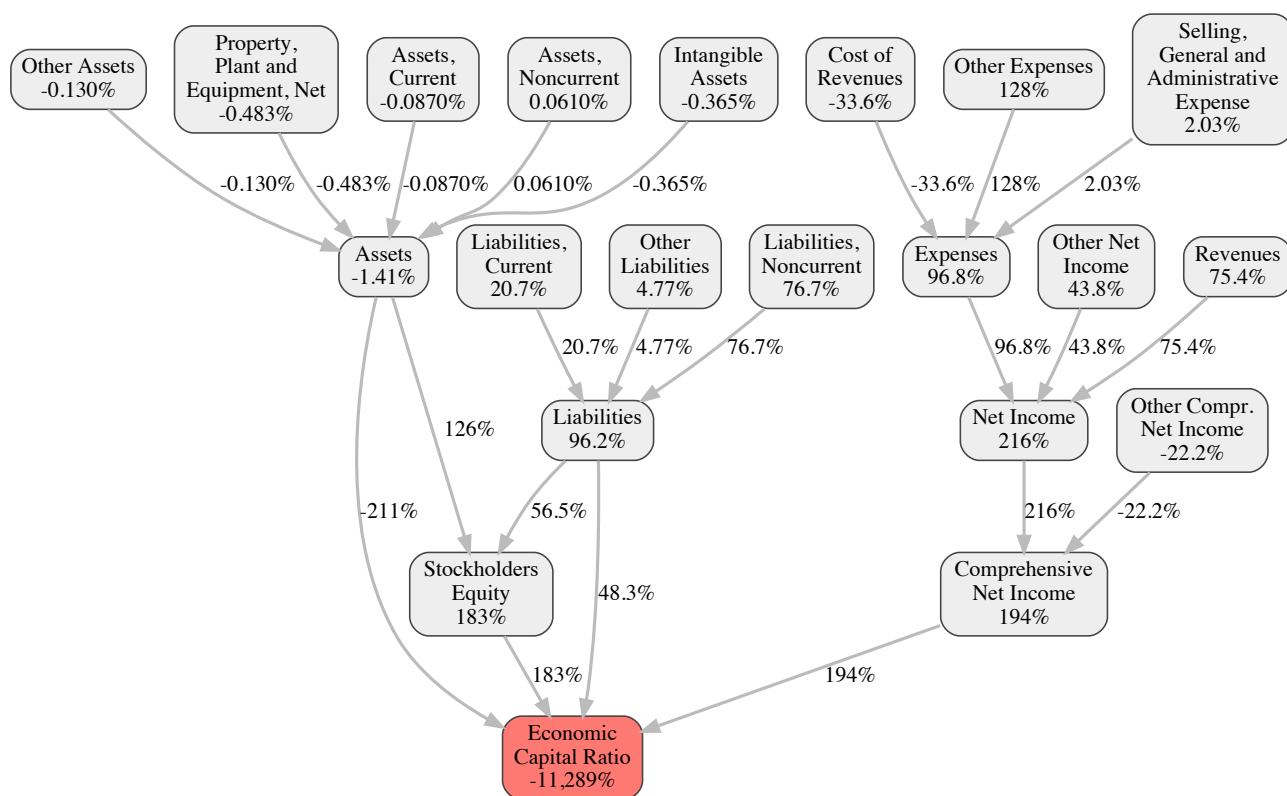 Other Assets
-0.130%
Property,
Plant and
Equipment, Net
-0.483%
Assets,
Current
-0.0870%
Assets,
Noncurrent
0.0610%
Intangible
Assets
-0.365%
Cost of
Revenues
-33.6%
Other Expenses
128%
Selling,
General and
Administrative
Expense
2.03%
-0.130%
-0.483%
-0.0870%
0.0610%
-0.365%
-33.6%
128%
2.03%
Assets
-1.41%
Liabilities,
Current
20.7%
Other
Liabilities
4.77%
Liabilities,
Noncurrent
76.7%
Expenses
96.8%
Other Net
Income
43.8%
Revenues
75.4%
20.7%
4.77%
76.7%
96.8%
43.8%
75.4%
126%
Liabilities
96.2%
Net Income
216%
Other Compr.
Net Income
-22.2%
-211%
56.5%
216%
-22.2%
Stockholders
Equity
183%
48.3%
Comprehensive
Net Income
194%
183%
194%
Economic
Capital Ratio
-11,289%